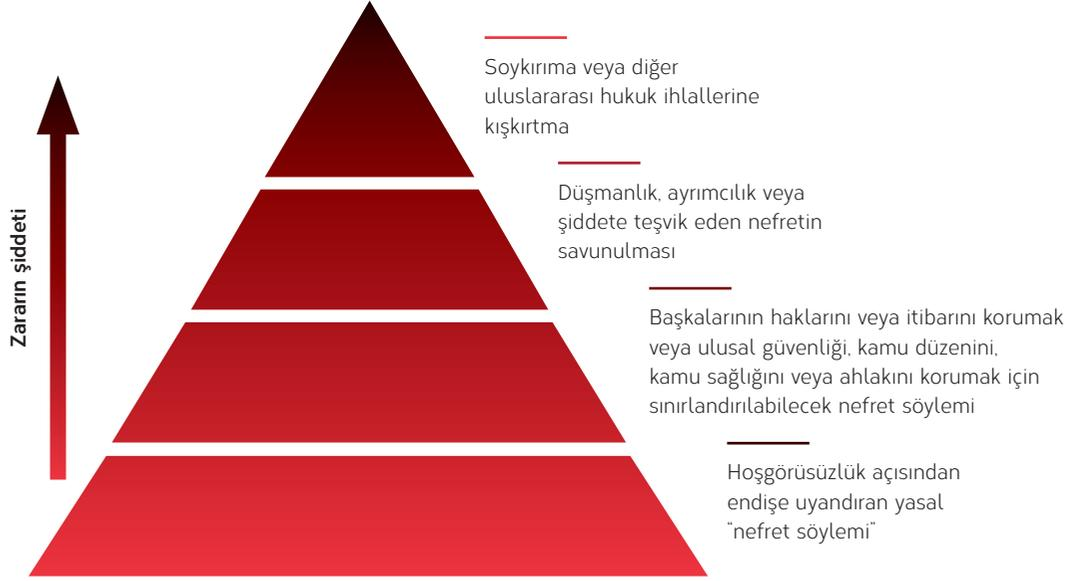 Zararın şiddeti
Soykırıma veya diğer
uluslararası hukuk ihlallerine
kışkırtma
Düşmanlık, ayrımcılık veya
şiddete teşvik eden nefretin
savunulması
Başkalarının haklarını veya itibarını korumak
veya ulusal güvenliği, kamu düzenini,
kamu sağlığını veya ahlakını korumak için
sınırlandırılabilecek nefret söylemi
Hoşgörüsüzlük açısından
endişe uyandıran yasal
"nefret söylemi"